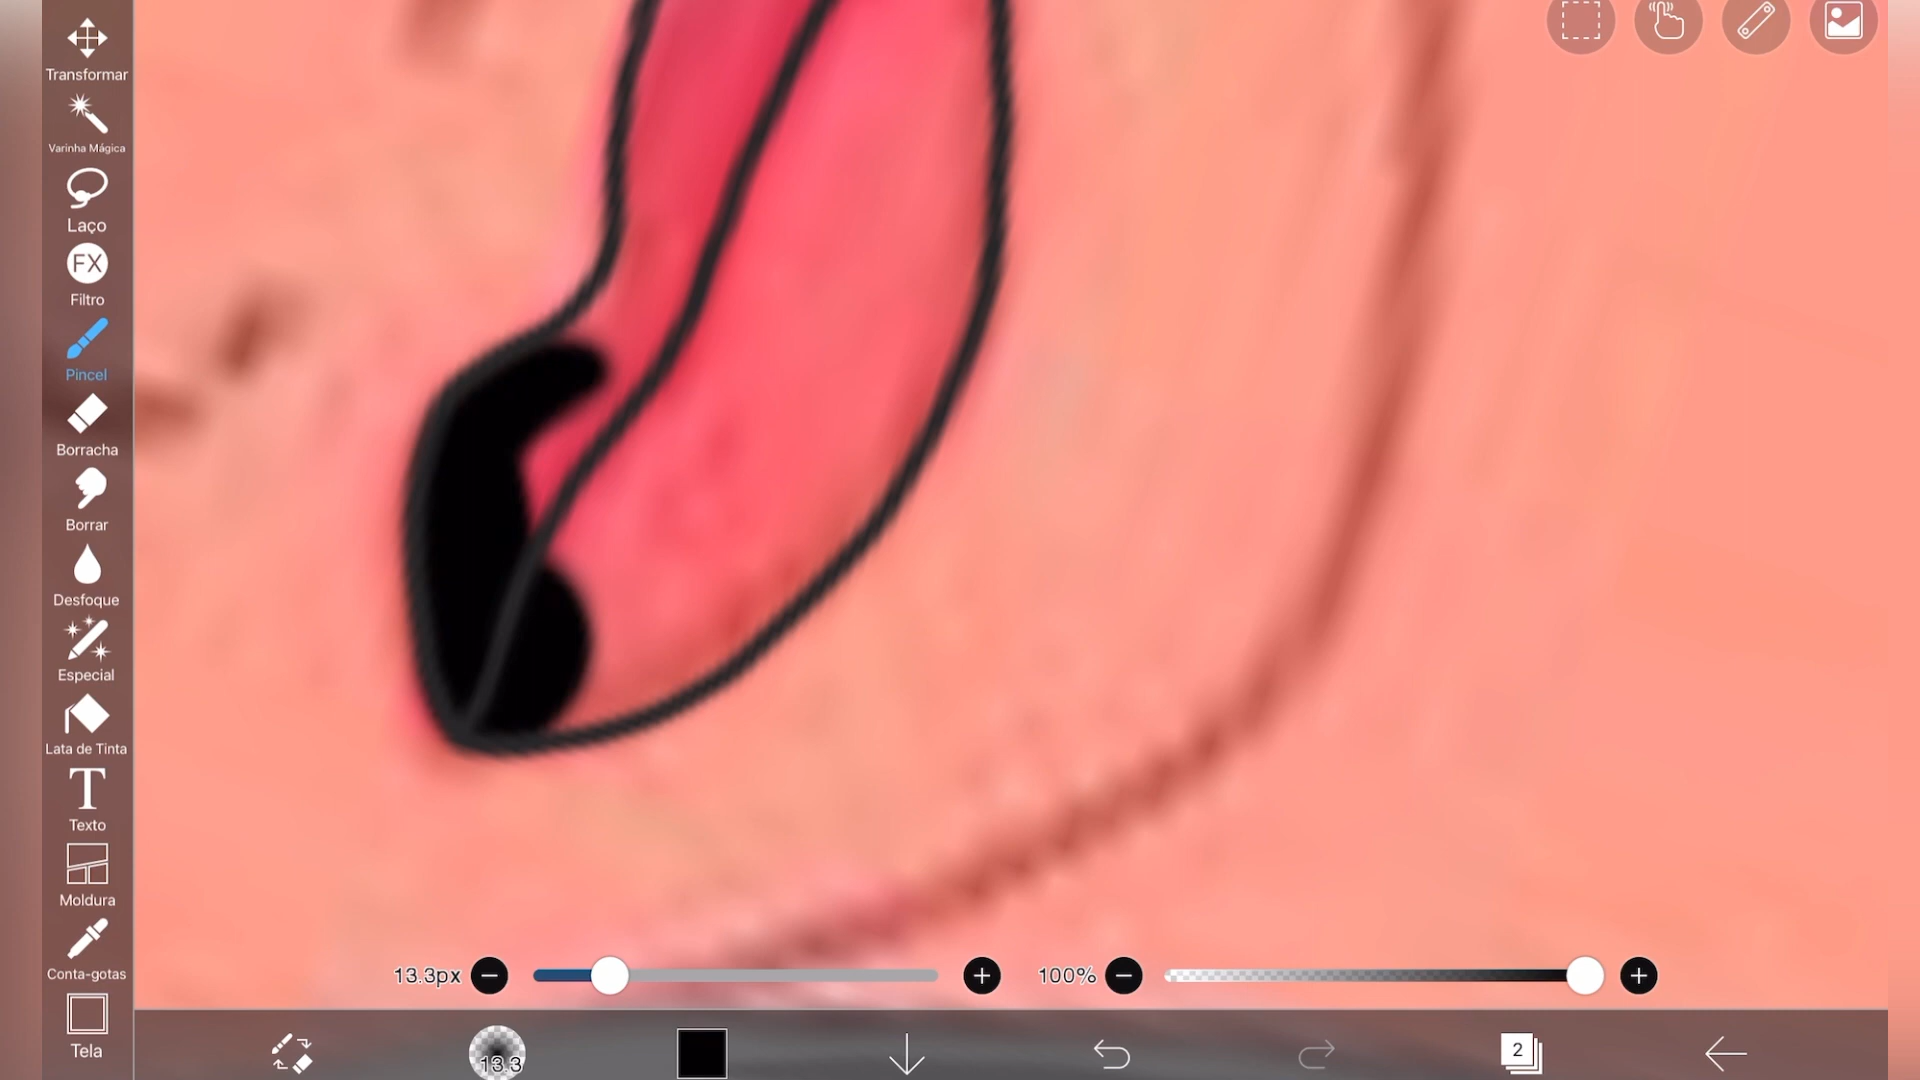 Transformar
Varinha Mágica
Laço
FX
Filtro
Pincel
Borracha
Borrar
Desfoque
Especial
Lata de Tinta
T
Texto
Moldura
Conta-gotas
Tela
13.3px
100%
13.3
2